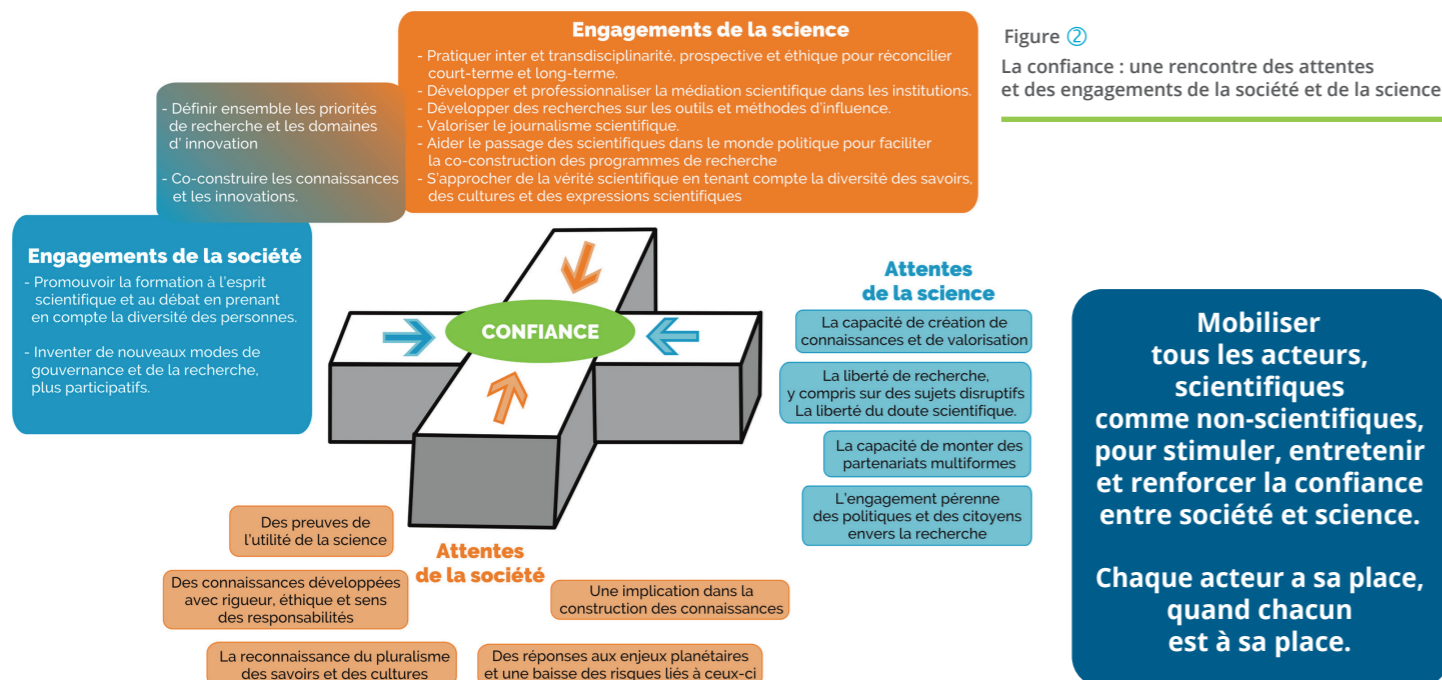 Figure ②
La confiance : une rencontre des attentes
et des engagements de la société et de la science
Engagements de la science
- Pratiquer inter et transdisciplinarité, prospective et éthique pour réconcilier
court-terme et long-terme.
- Développer et professionnaliser la médiation scientifique dans les institutions.
- Développer des recherches sur les outils et méthodes d'influence.
- Valoriser le journalisme scientifique.
- Aider le passage des scientifiques dans le monde politique pour faciliter
la co-construction des programmes de recherche
- S'approcher de la vérité scientifique en tenant compte la diversité des savoirs,
des cultures et des expressions scientifiques
- Définir ensemble les priorités
de recherche et les domaines
d' innovation
- Co-construire les connaissances
et les innovations.
Engagements de la société
- Promouvoir la formation à l'esprit
scientifique et au débat en prenant
en compte la diversité des personnes.
- Inventer de nouveaux modes de
gouvernance et de la recherche,
plus participatifs.
CONFIANCE
Attentes
de la science
La capacité de création de
connaissances et de valorisation
La liberté de recherche,
y compris sur des sujets disruptifs
La liberté du doute scientifique.
La capacité de monter des
partenariats multiformes
L'engagement pérenne
des politiques et des citoyens
envers la recherche
Attentes
de la société
Des preuves de
l'utilité de la science
Des connaissances développées
avec rigueur, éthique et sens
des responsabilités
Une implication dans la
construction des connaissances
La reconnaissance du pluralisme
des savoirs et des cultures
Des réponses aux enjeux planétaires
et une baisse des risques liés à ceux-ci
Mobiliser
tous les acteurs,
scientifiques
comme non-scientifiques,
pour stimuler, entretenir
et renforcer la confiance
entre société et science.
Chaque acteur a sa place,
quand chacun
est à sa place.